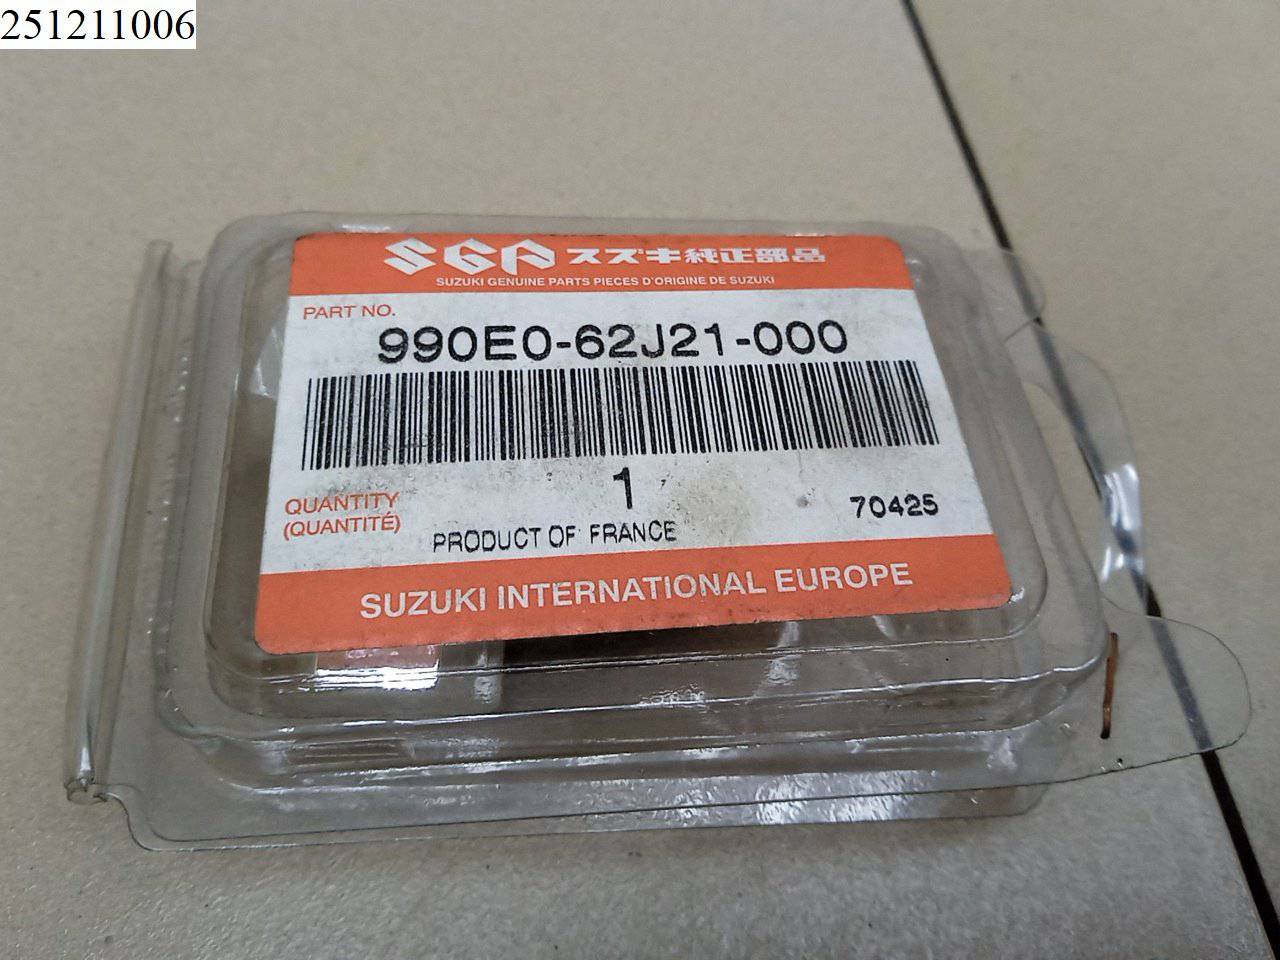 251211006
SGP スズキ純正部品
SUZUKI GENUINE PARTS PIECES D'ORIGINE DE SUZUKI
PART NO.
990E0-62J21-000
1
QUANTITY
(QUANTITÉ)
70425
PRODUCT OF FRANCE
SUZUKI INTERNATIONAL EUROPE